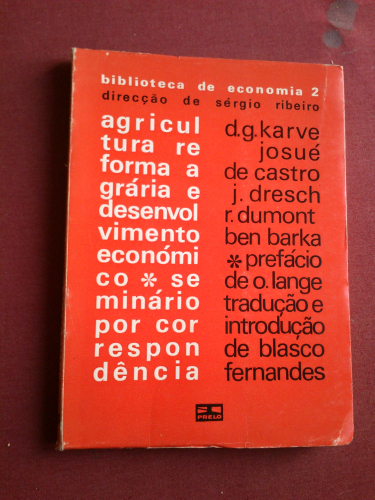 biblioteca de economia 2
direcção de sérgio ribeiro
agricul
tura re
forma a
grária e
desenvol
vimento
económi
co * se
minário
por cor
respon
dência
d.g.karve
josué
de castro
j. dresch
r. dumont
ben barka
* prefácio
de o. lange
tradução e
introdução
de blasco
fernandes
PRELO